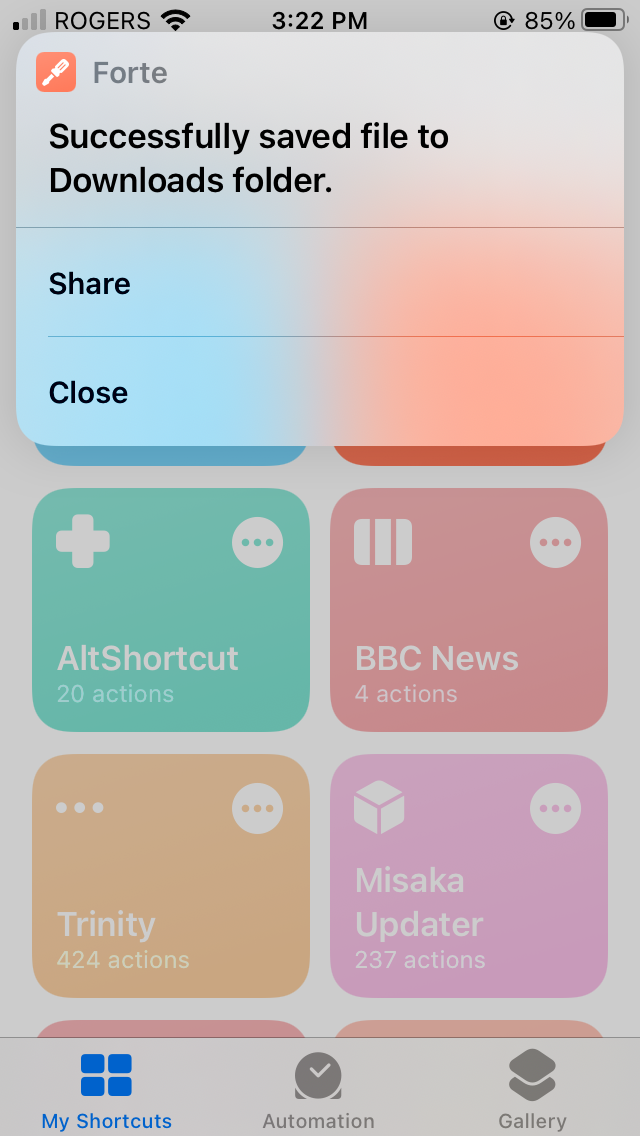 ROGERS 3:22 PM 85%
Forte
Successfully saved file to
Downloads folder.
Share
Close
AltShortcut
20 actions
BBC News
4 actions
Trinity
424 actions
Misaka
Updater
237 actions
My Shortcuts
Automation
Gallery